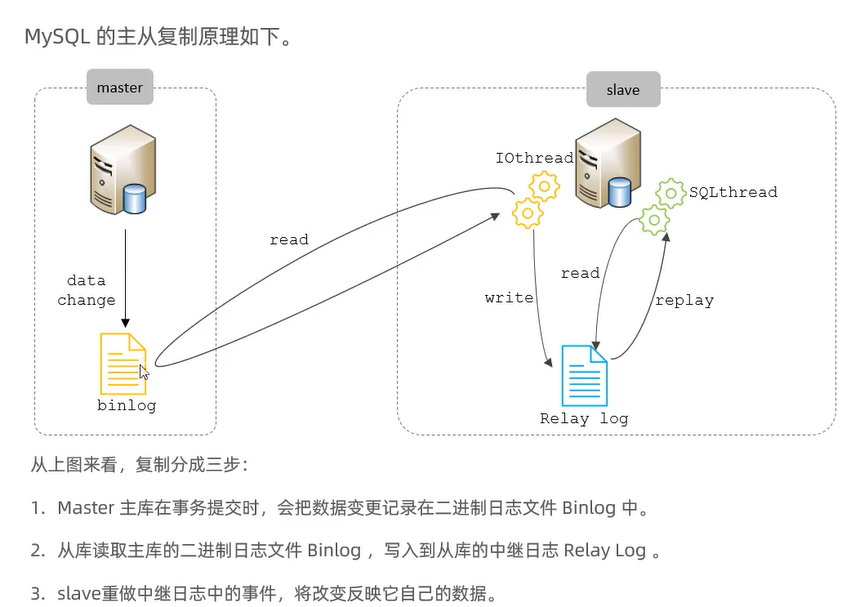 MySQL 的主从复制原理如下。
master
slave
IOthread
SQLthread
read
data
change
write
read
replay
binlog
Relay log
从上图来看，复制分成三步：
1. Master 主库在事务提交时，会把数据变更记录在二进制日志文件 Binlog 中。
2. 从库读取主库的二进制日志文件 Binlog ，写入到从库的中继日志 Relay Log 。
3. slave重做中继日志中的事件，将改变反映它自己的数据。